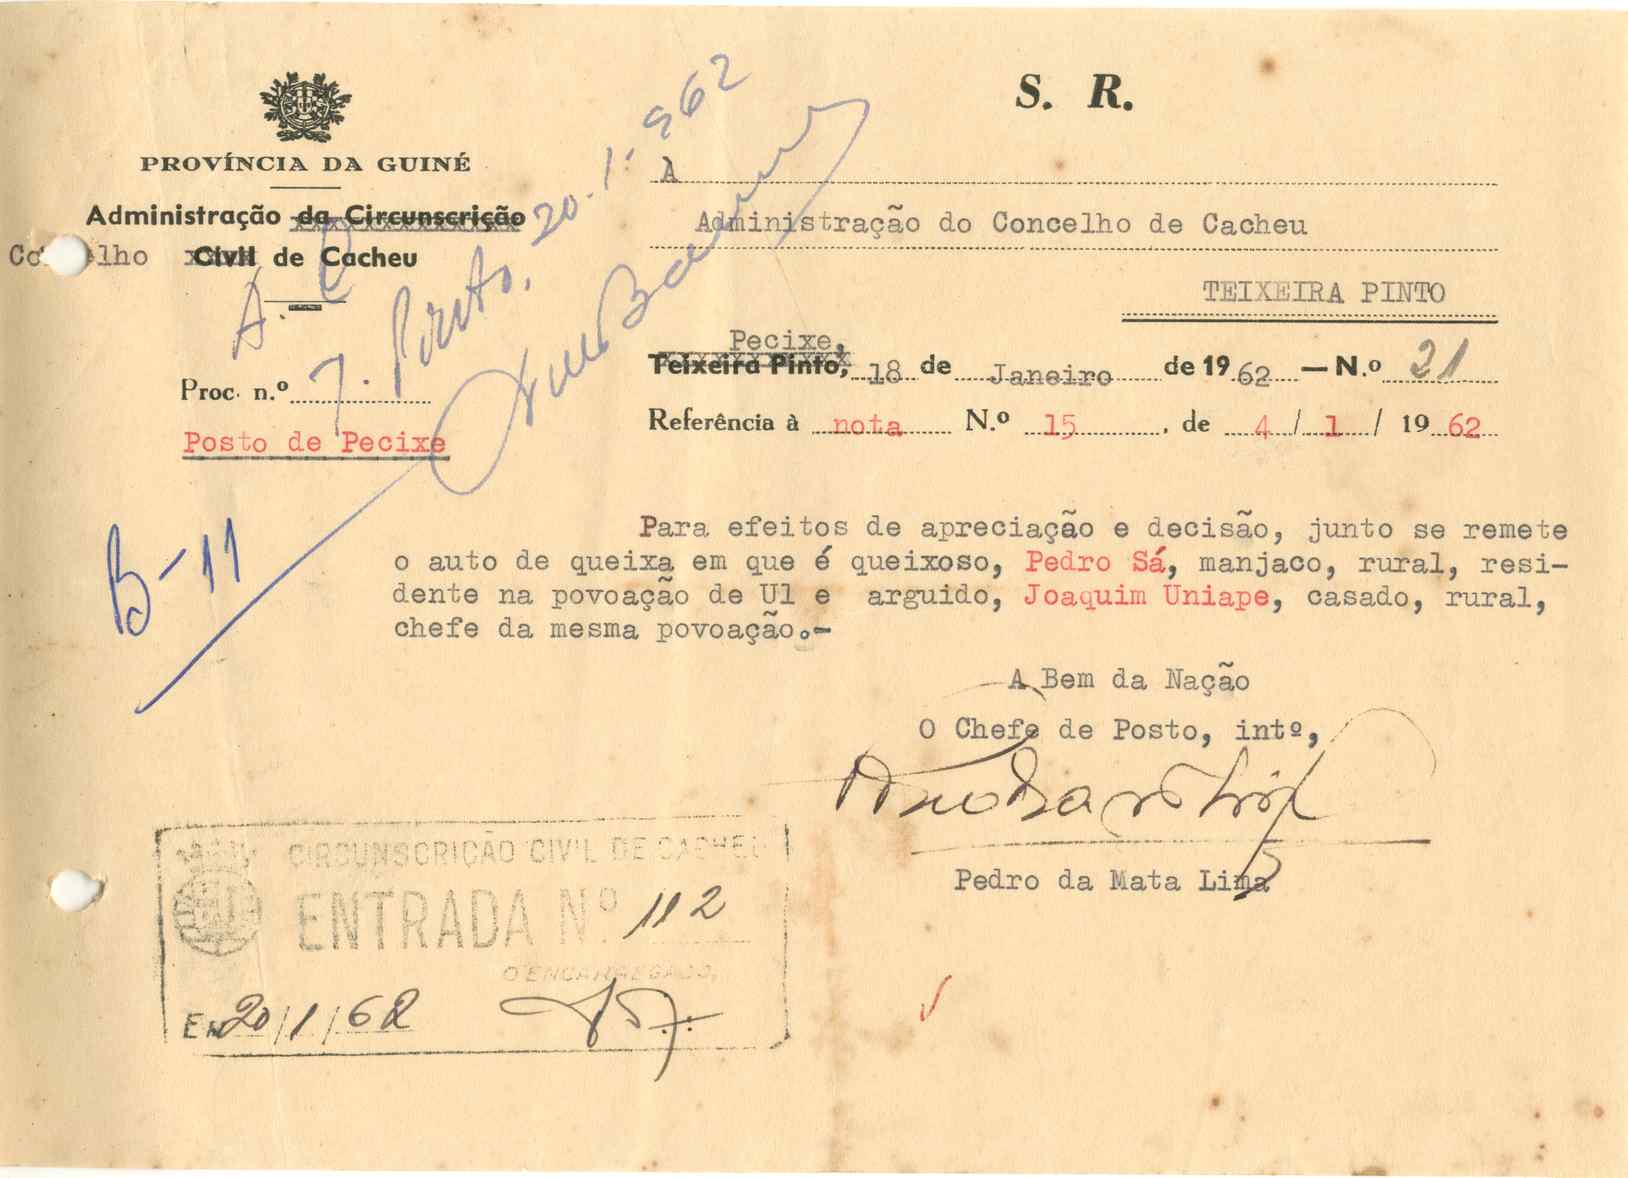 S. R.
PROVÍNCIA DA GUINÉ
Administração da Circunscrição
Concelho Civil de Cacheu
Proc. n.º
Posto de Pecixe
A
Administração do Concelho de Cacheu
TEIXEIRA PINTO
Pecixe,
Teixeira Pinto, 18 de Janeiro de 1962 — N.º 21
Referência à nota N.º 15, de 4 / 1 / 1962
A. C.
T. Pinto, 20-1-962
B-11
Para efeitos de apreciação e decisão, junto se remete
o auto de queixa em que é queixoso, Pedro Sá, manjaco, rural, resi-
dente na povoação de Ul e arguido, Joaquim Uniape, casado, rural,
chefe da mesma povoação.-
A Bem da Nação
O Chefe de Posto, intº,
Pedro da Mata Lima
CIRCUNSCRIÇÃO CIVIL DE CACHEU
ENTRADA Nº 112
O ENCARREGADO,
EM 20/1/62